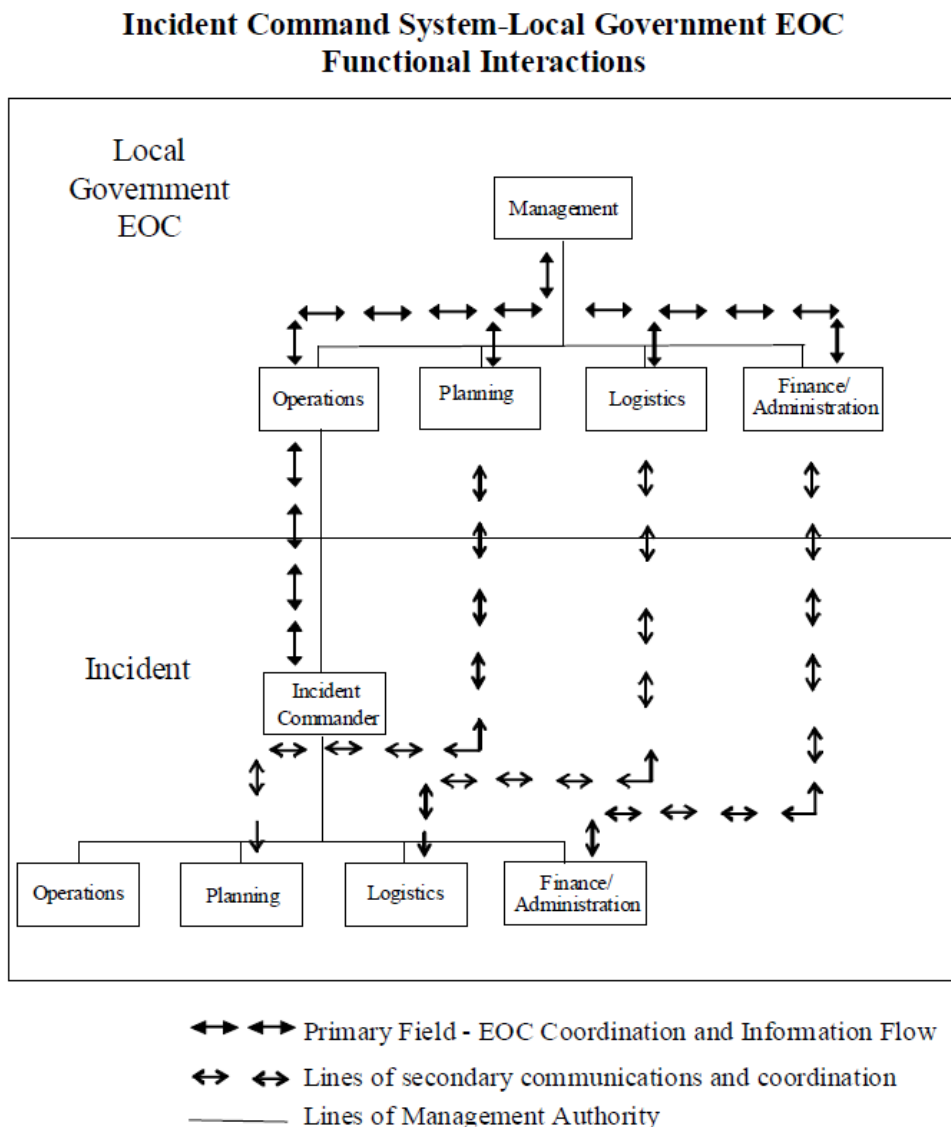 Incident Command System-Local Government EOC
Functional Interactions
Local
Government
EOC
Management
Operations
Planning
Logistics
Finance/
Administration
Incident
Incident
Commander
Operations
Planning
Logistics
Finance/
Administration
Primary Field - EOC Coordination and Information Flow
Lines of secondary communications and coordination
Lines of Management Authority